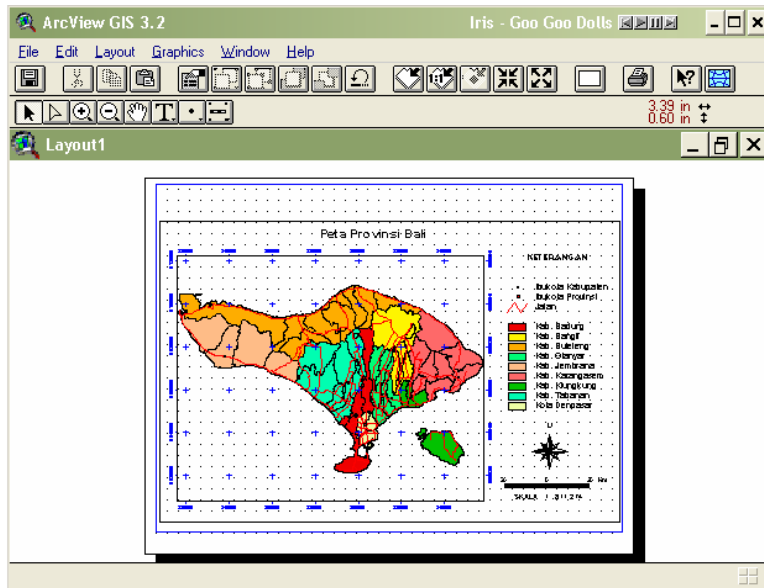 ArcView GIS 3.2
Iris - Goo Goo Dolls
File Edit Layout Graphics Window Help
3.39 in
0.60 in
Layout1
Peta Provinsi Bali
KETERANGAN
Ibukota Kabupaten
Ibukota Provinsi
Jalan
Kab. Badung
Kab. Bangli
Kab. Buleleng
Kab. Gianyar
Kab. Jembrana
Kab. Karangasem
Kab. Klungkung
Kab. Tabanan
Kota Denpasar
U
Km
SKALA